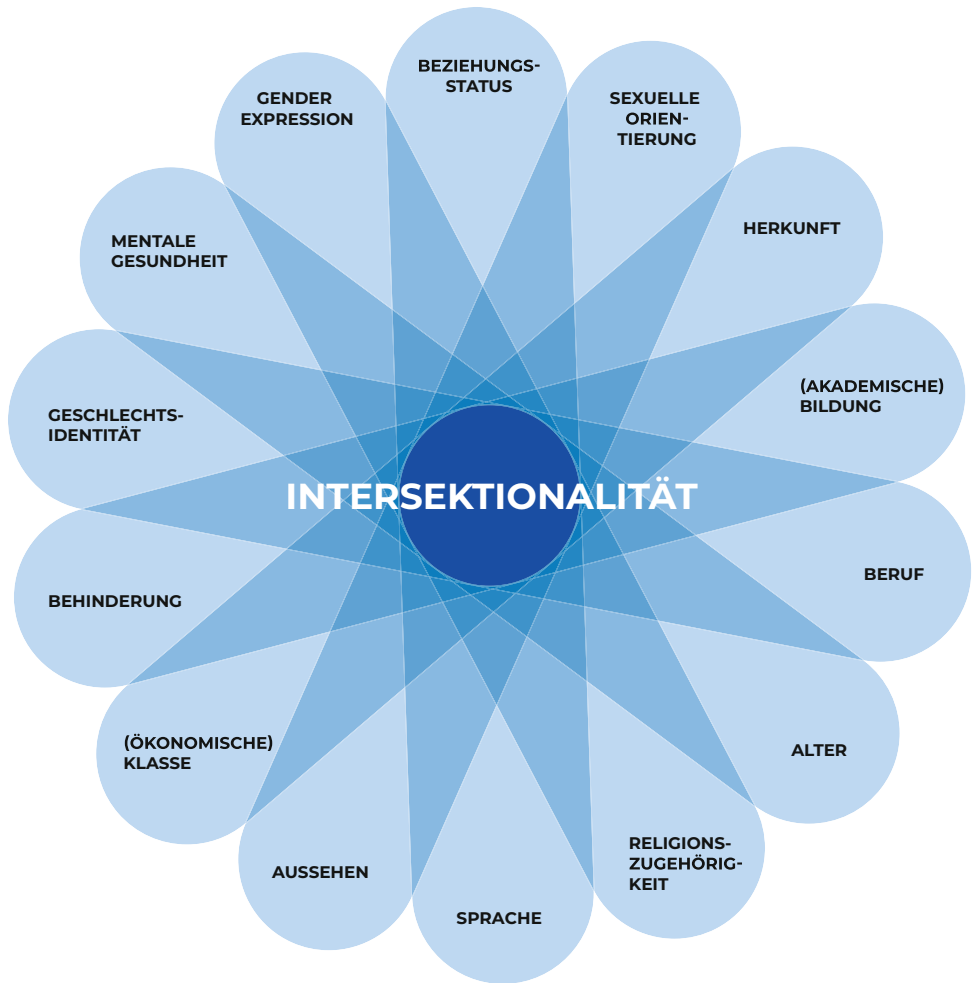 BEZIEHUNGS-
STATUS
SEXUELLE
ORIEN-
TIERUNG
HERKUNFT
(AKADEMISCHE)
BILDUNG
BERUF
ALTER
RELIGIONS-
ZUGEHÖRIG-
KEIT
SPRACHE
AUSSEHEN
(ÖKONOMISCHE)
KLASSE
BEHINDERUNG
GESCHLECHTS-
IDENTITÄT
MENTALE
GESUNDHEIT
GENDER
EXPRESSION
INTERSEKTIONALITÄT